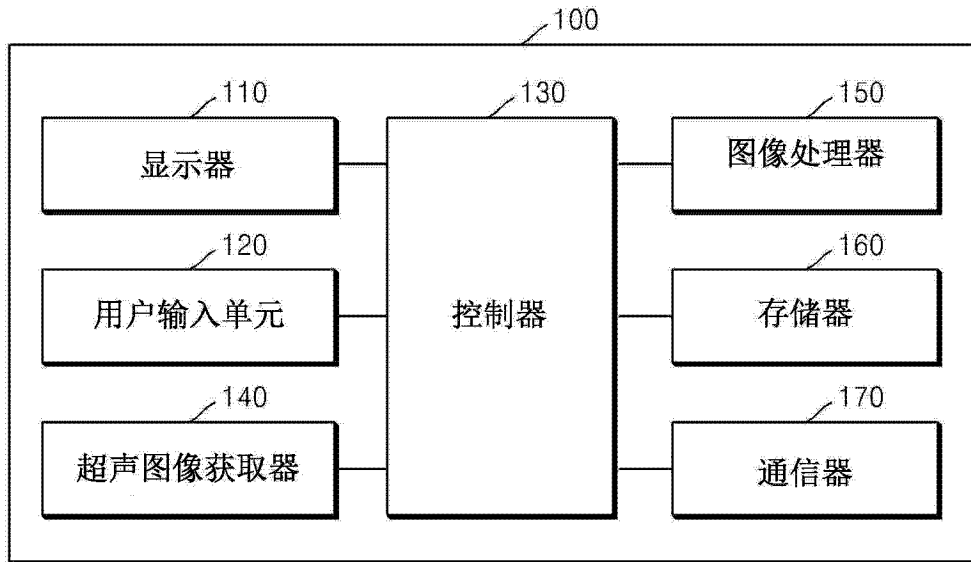 100
110
130
150
显示器
图像处理器
120
160
用户输入单元
控制器
存储器
140
170
超声图像获取器
通信器